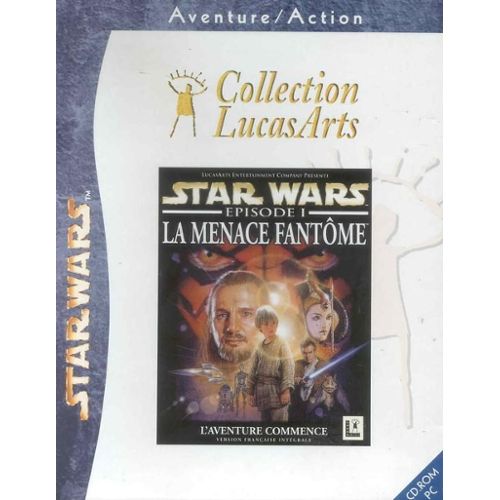 Aventure/Action
Collection
LucasArts
STAR WARS™
LUCASARTS ENTERTAINMENT COMPANY PRÉSENTE
STAR WARS
EPISODE I
LA MENACE FANTÔME
L'AVENTURE COMMENCE
VERSION FRANÇAISE INTÉGRALE
CD-ROM
PC